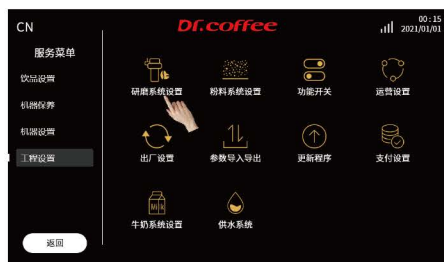 CN
Dr.coffee
00:15
2021/01/01
服务菜单
饮品设置
机器保养
机器设置
工程设置
返回
研磨系统设置
粉料系统设置
功能开关
运营设置
出厂设置
参数导入导出
更新程序
支付设置
Milk
牛奶系统设置
供水系统